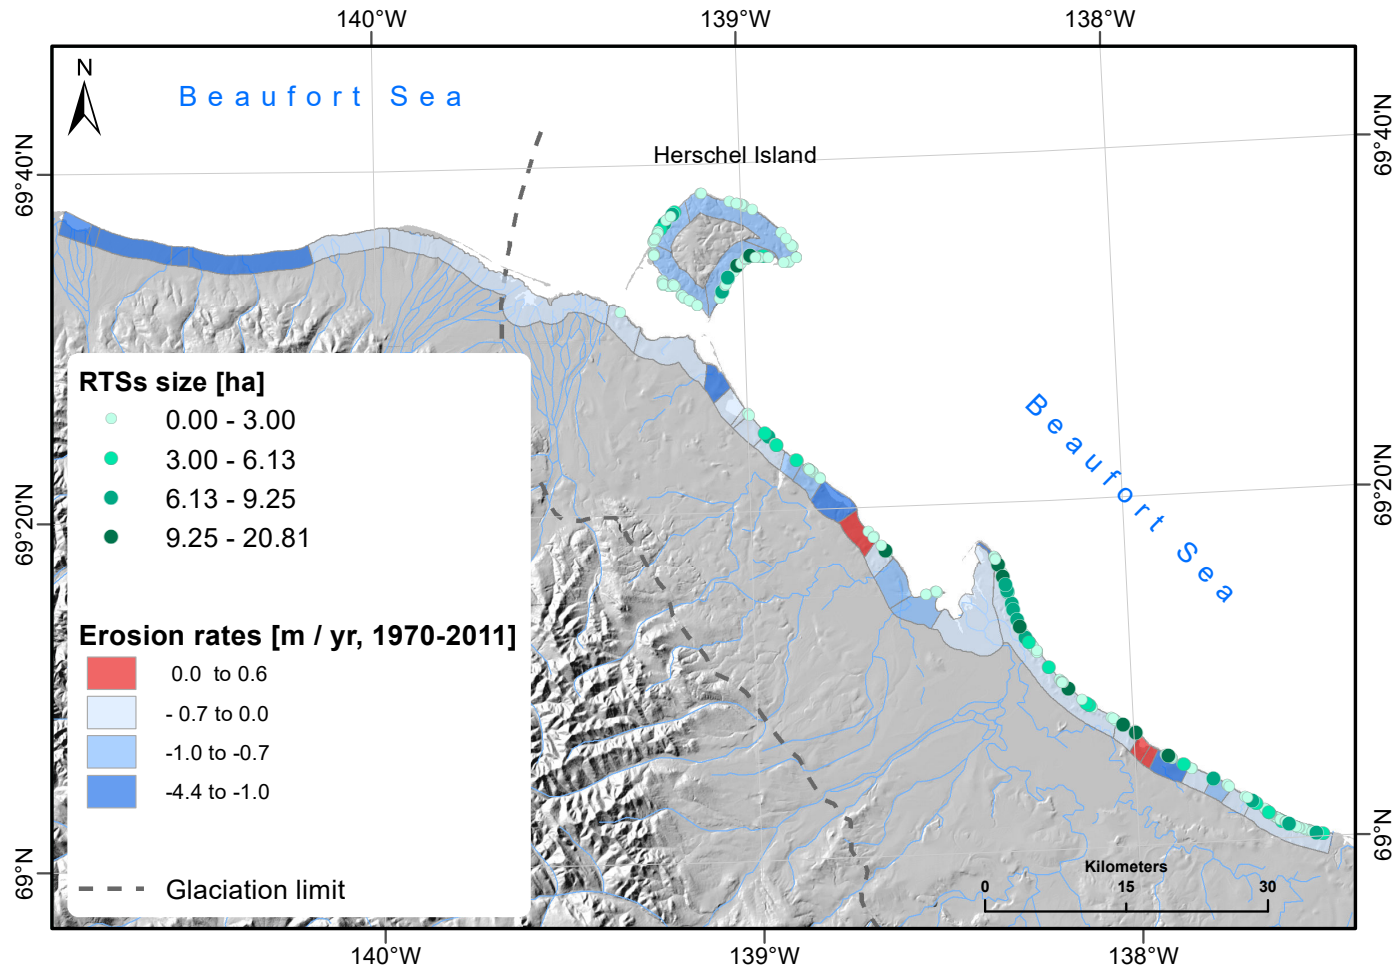 140°W
139°W
138°W
N
Beaufort Sea
69°40'N
69°40'N
Herschel Island
RTSs size [ha]
0.00 - 3.00
3.00 - 6.13
6.13 - 9.25
9.25 - 20.81
Beaufort Sea
69°20'N
69°20'N
Erosion rates [m / yr, 1970-2011]
0.0 to 0.6
- 0.7 to 0.0
-1.0 to -0.7
-4.4 to -1.0
Glaciation limit
69°N
69°N
Kilometers
0 15 30
140°W
139°W
138°W